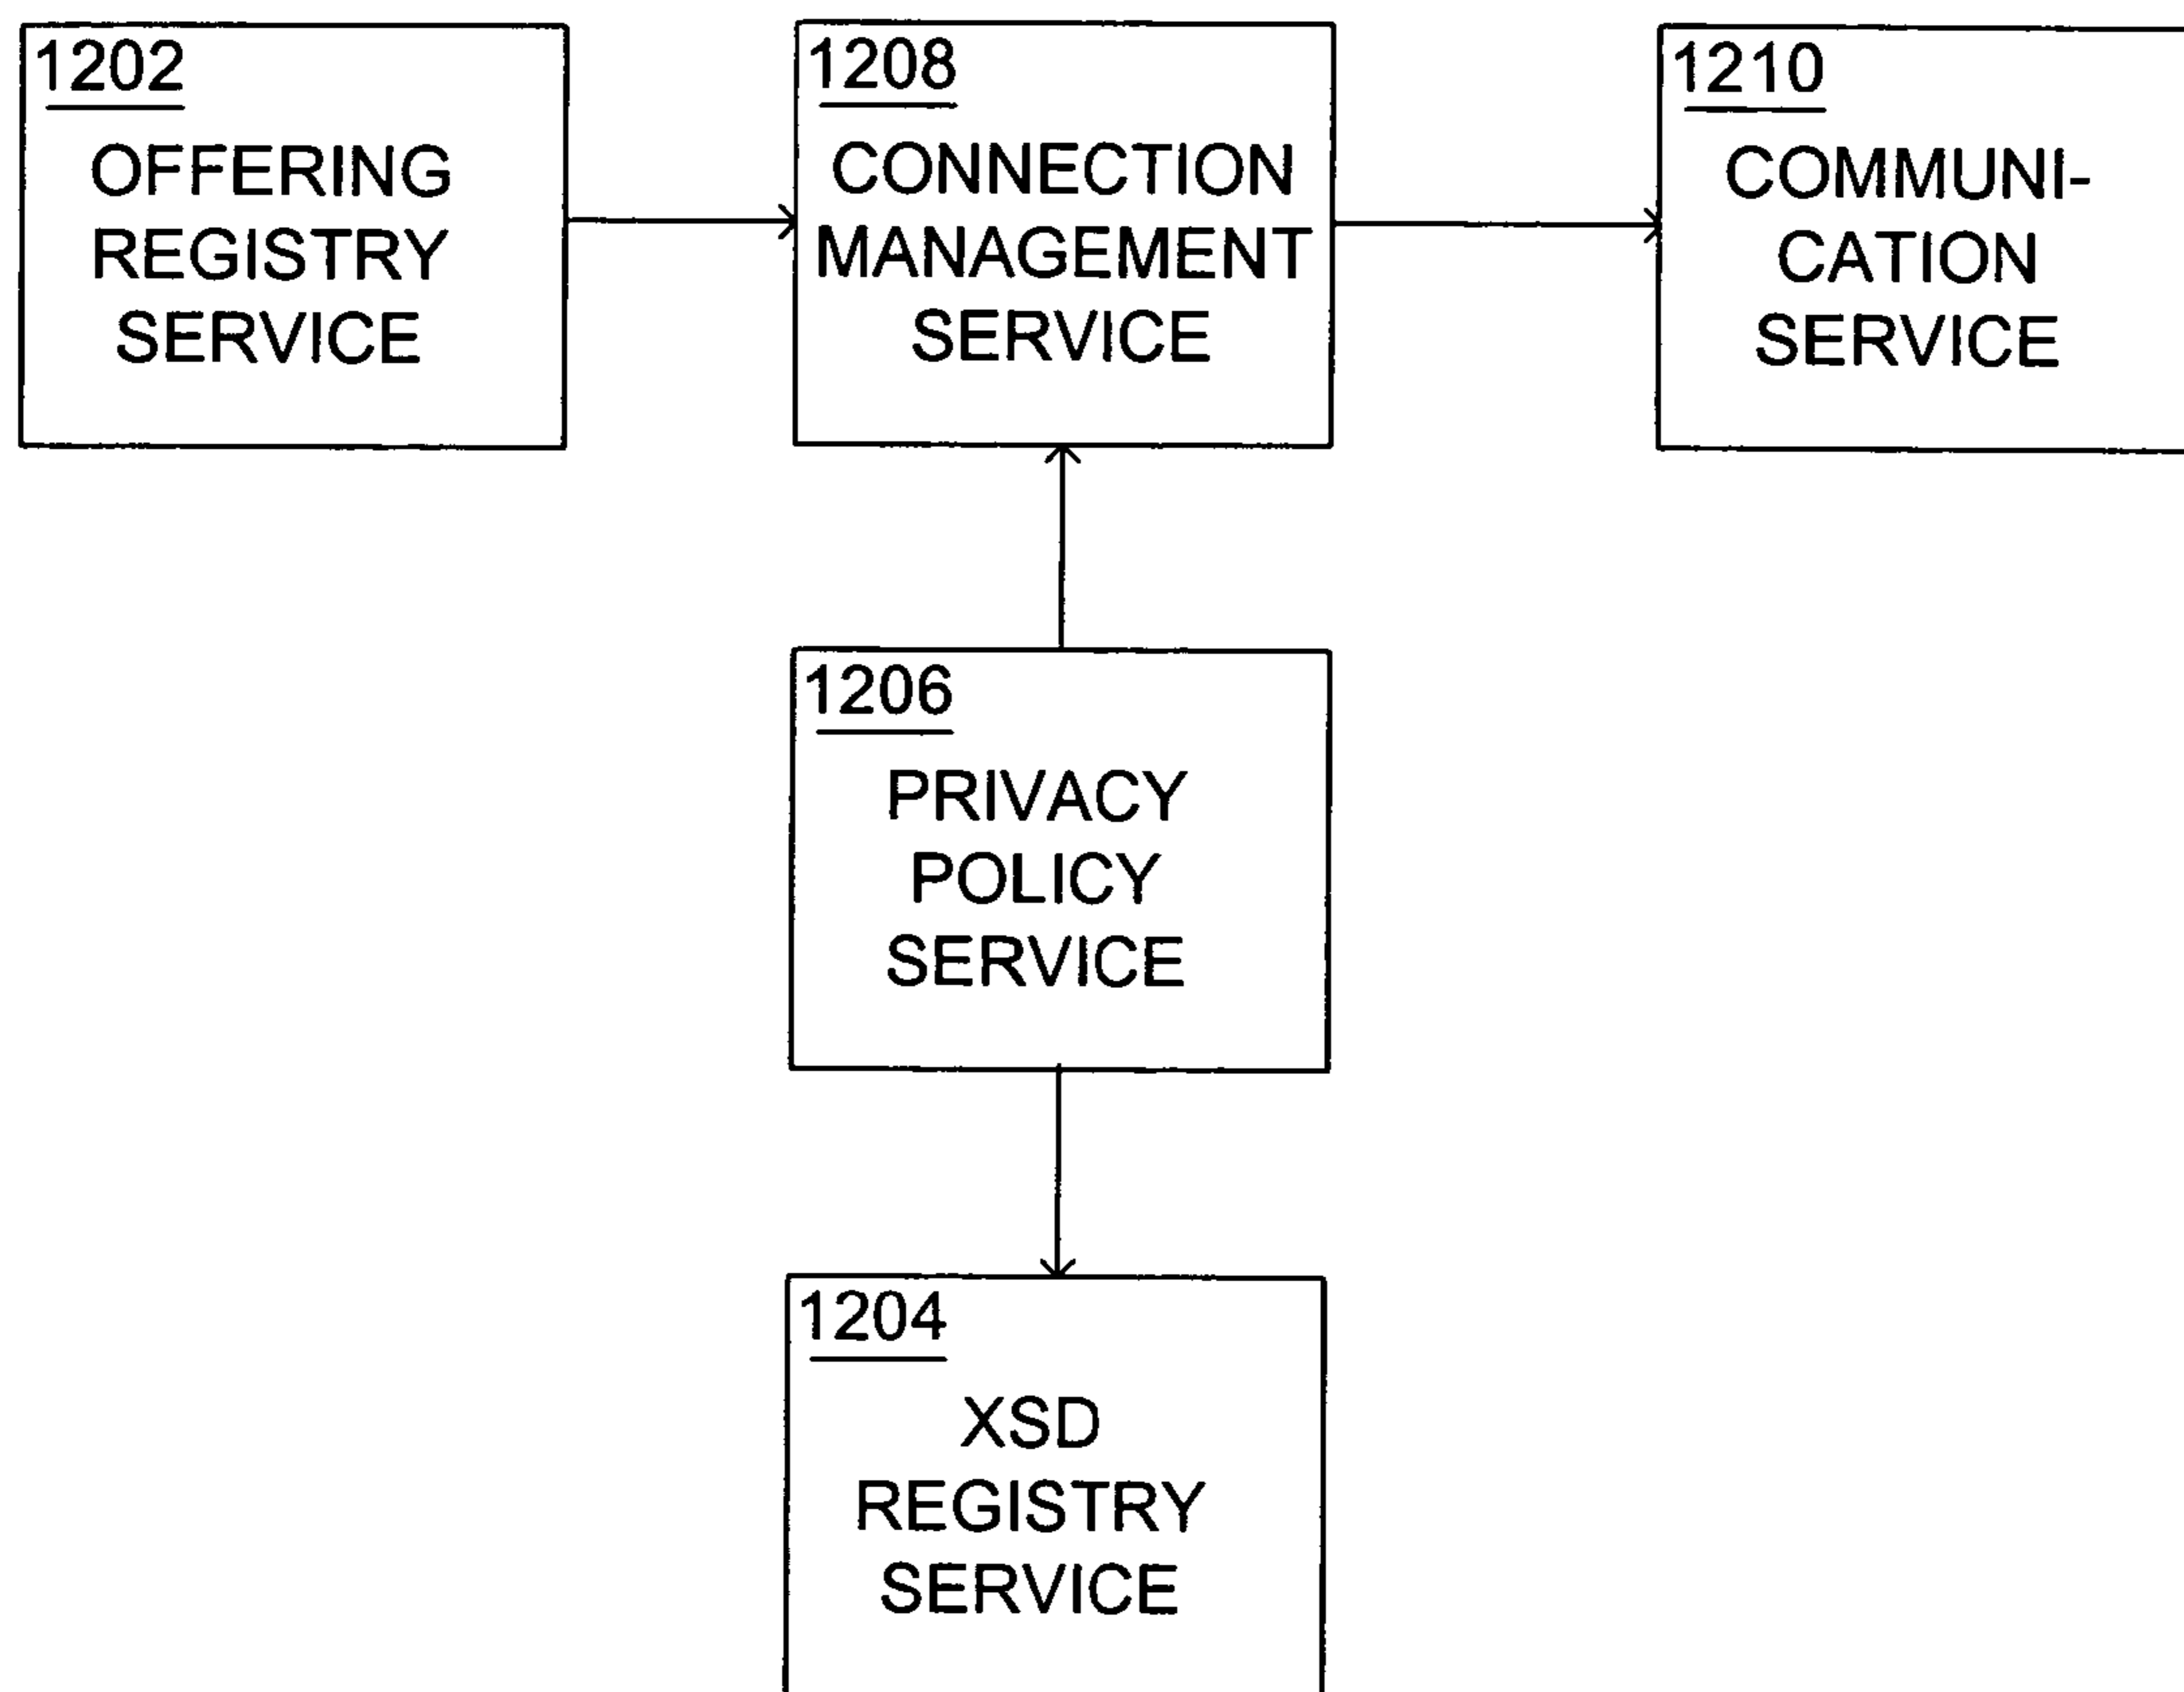 1202
OFFERING
REGISTRY
SERVICE
1208
CONNECTION
MANAGEMENT
SERVICE
1210
COMMUNI-
CATION
SERVICE
1206
PRIVACY
POLICY
SERVICE
1204
XSD
REGISTRY
SERVICE